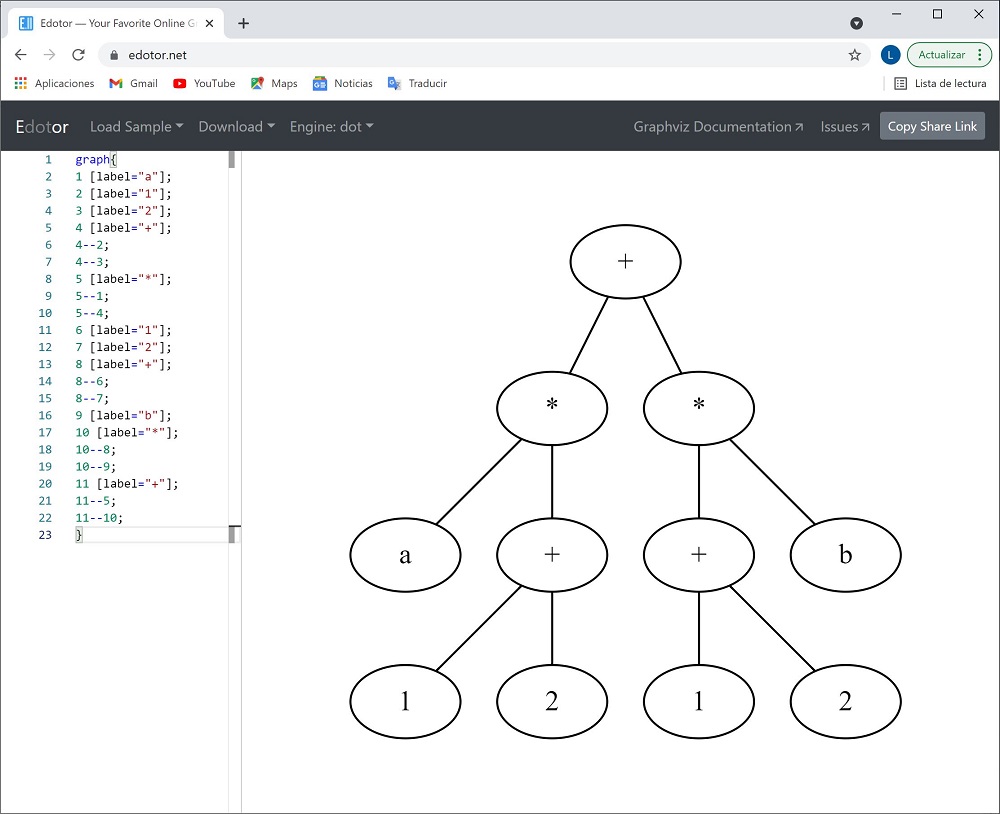 Edotor — Your Favorite Online G
edotor.net
L
Actualizar
Aplicaciones Gmail YouTube Maps Noticias Traducir Lista de lectura
Edotor Load Sample Download Engine: dot Graphviz Documentation Issues Copy Share Link
1 graph{
2 1 [label="a"];
3 2 [label="1"];
4 3 [label="2"];
5 4 [label="+"];
6 4--2;
7 4--3;
8 5 [label="*"];
9 5--1;
10 5--4;
11 6 [label="1"];
12 7 [label="2"];
13 8 [label="+"];
14 8--6;
15 8--7;
16 9 [label="b"];
17 10 [label="*"];
18 10--8;
19 10--9;
20 11 [label="+"];
21 11--5;
22 11--10;
23 }
+
* *
a + + b
1 2 1 2